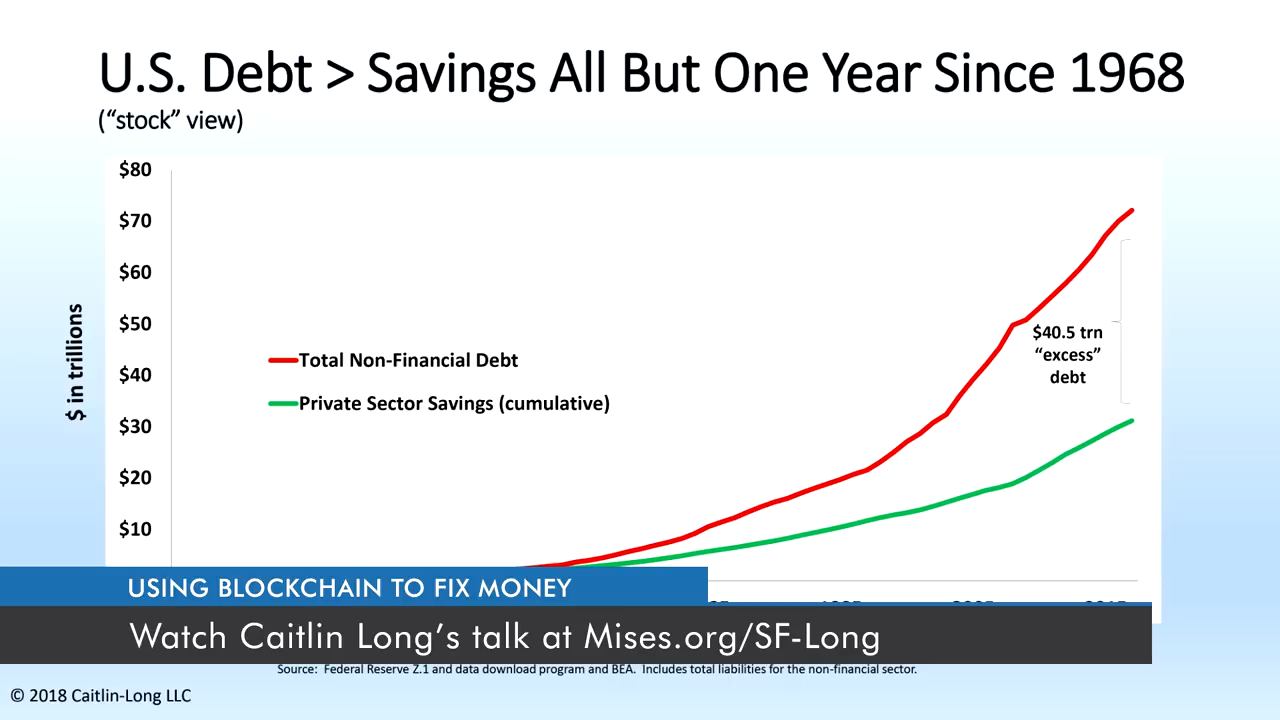 U.S. Debt > Savings All But One Year Since 1968
(“stock” view)
$80
$70
$60
$50
$40
$30
$20
$10
$ in trillions
Total Non-Financial Debt
Private Sector Savings (cumulative)
$40.5 trn
“excess”
debt
USING BLOCKCHAIN TO FIX MONEY
Watch Caitlin Long’s talk at Mises.org/SF-Long
Source: Federal Reserve Z.1 and data download program and BEA. Includes total liabilities for the non-financial sector.
© 2018 Caitlin-Long LLC